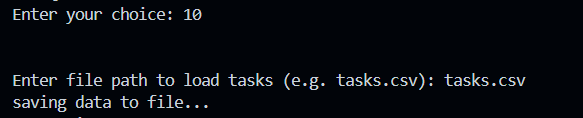 Enter your choice: 10
Enter file path to load tasks (e.g. tasks.csv): tasks.csv
saving data to file...